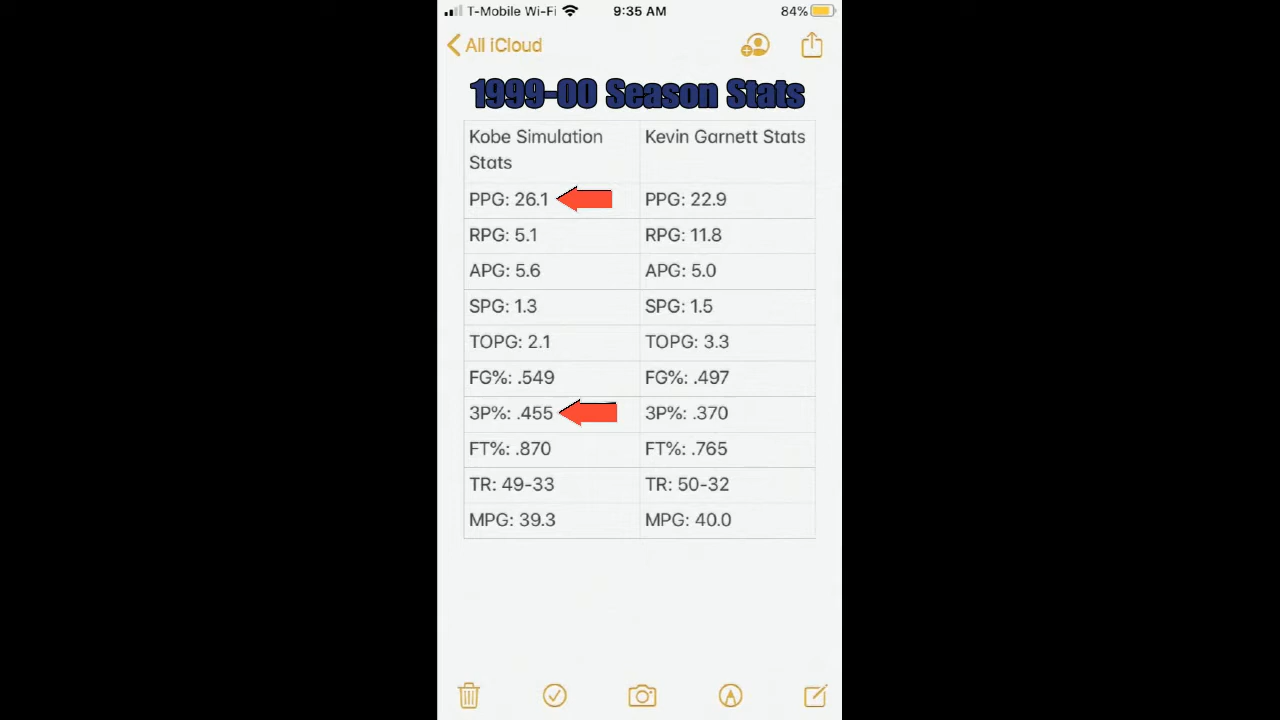 T-Mobile Wi-Fi 9:35 AM 84%
All iCloud
1999-00 Season Stats
Kobe Simulation Stats
Kevin Garnett Stats
PPG: 26.1 PPG: 22.9
RPG: 5.1 RPG: 11.8
APG: 5.6 APG: 5.0
SPG: 1.3 SPG: 1.5
TOPG: 2.1 TOPG: 3.3
FG%: .549 FG%: .497
3P%: .455 3P%: .370
FT%: .870 FT%: .765
TR: 49-33 TR: 50-32
MPG: 39.3 MPG: 40.0